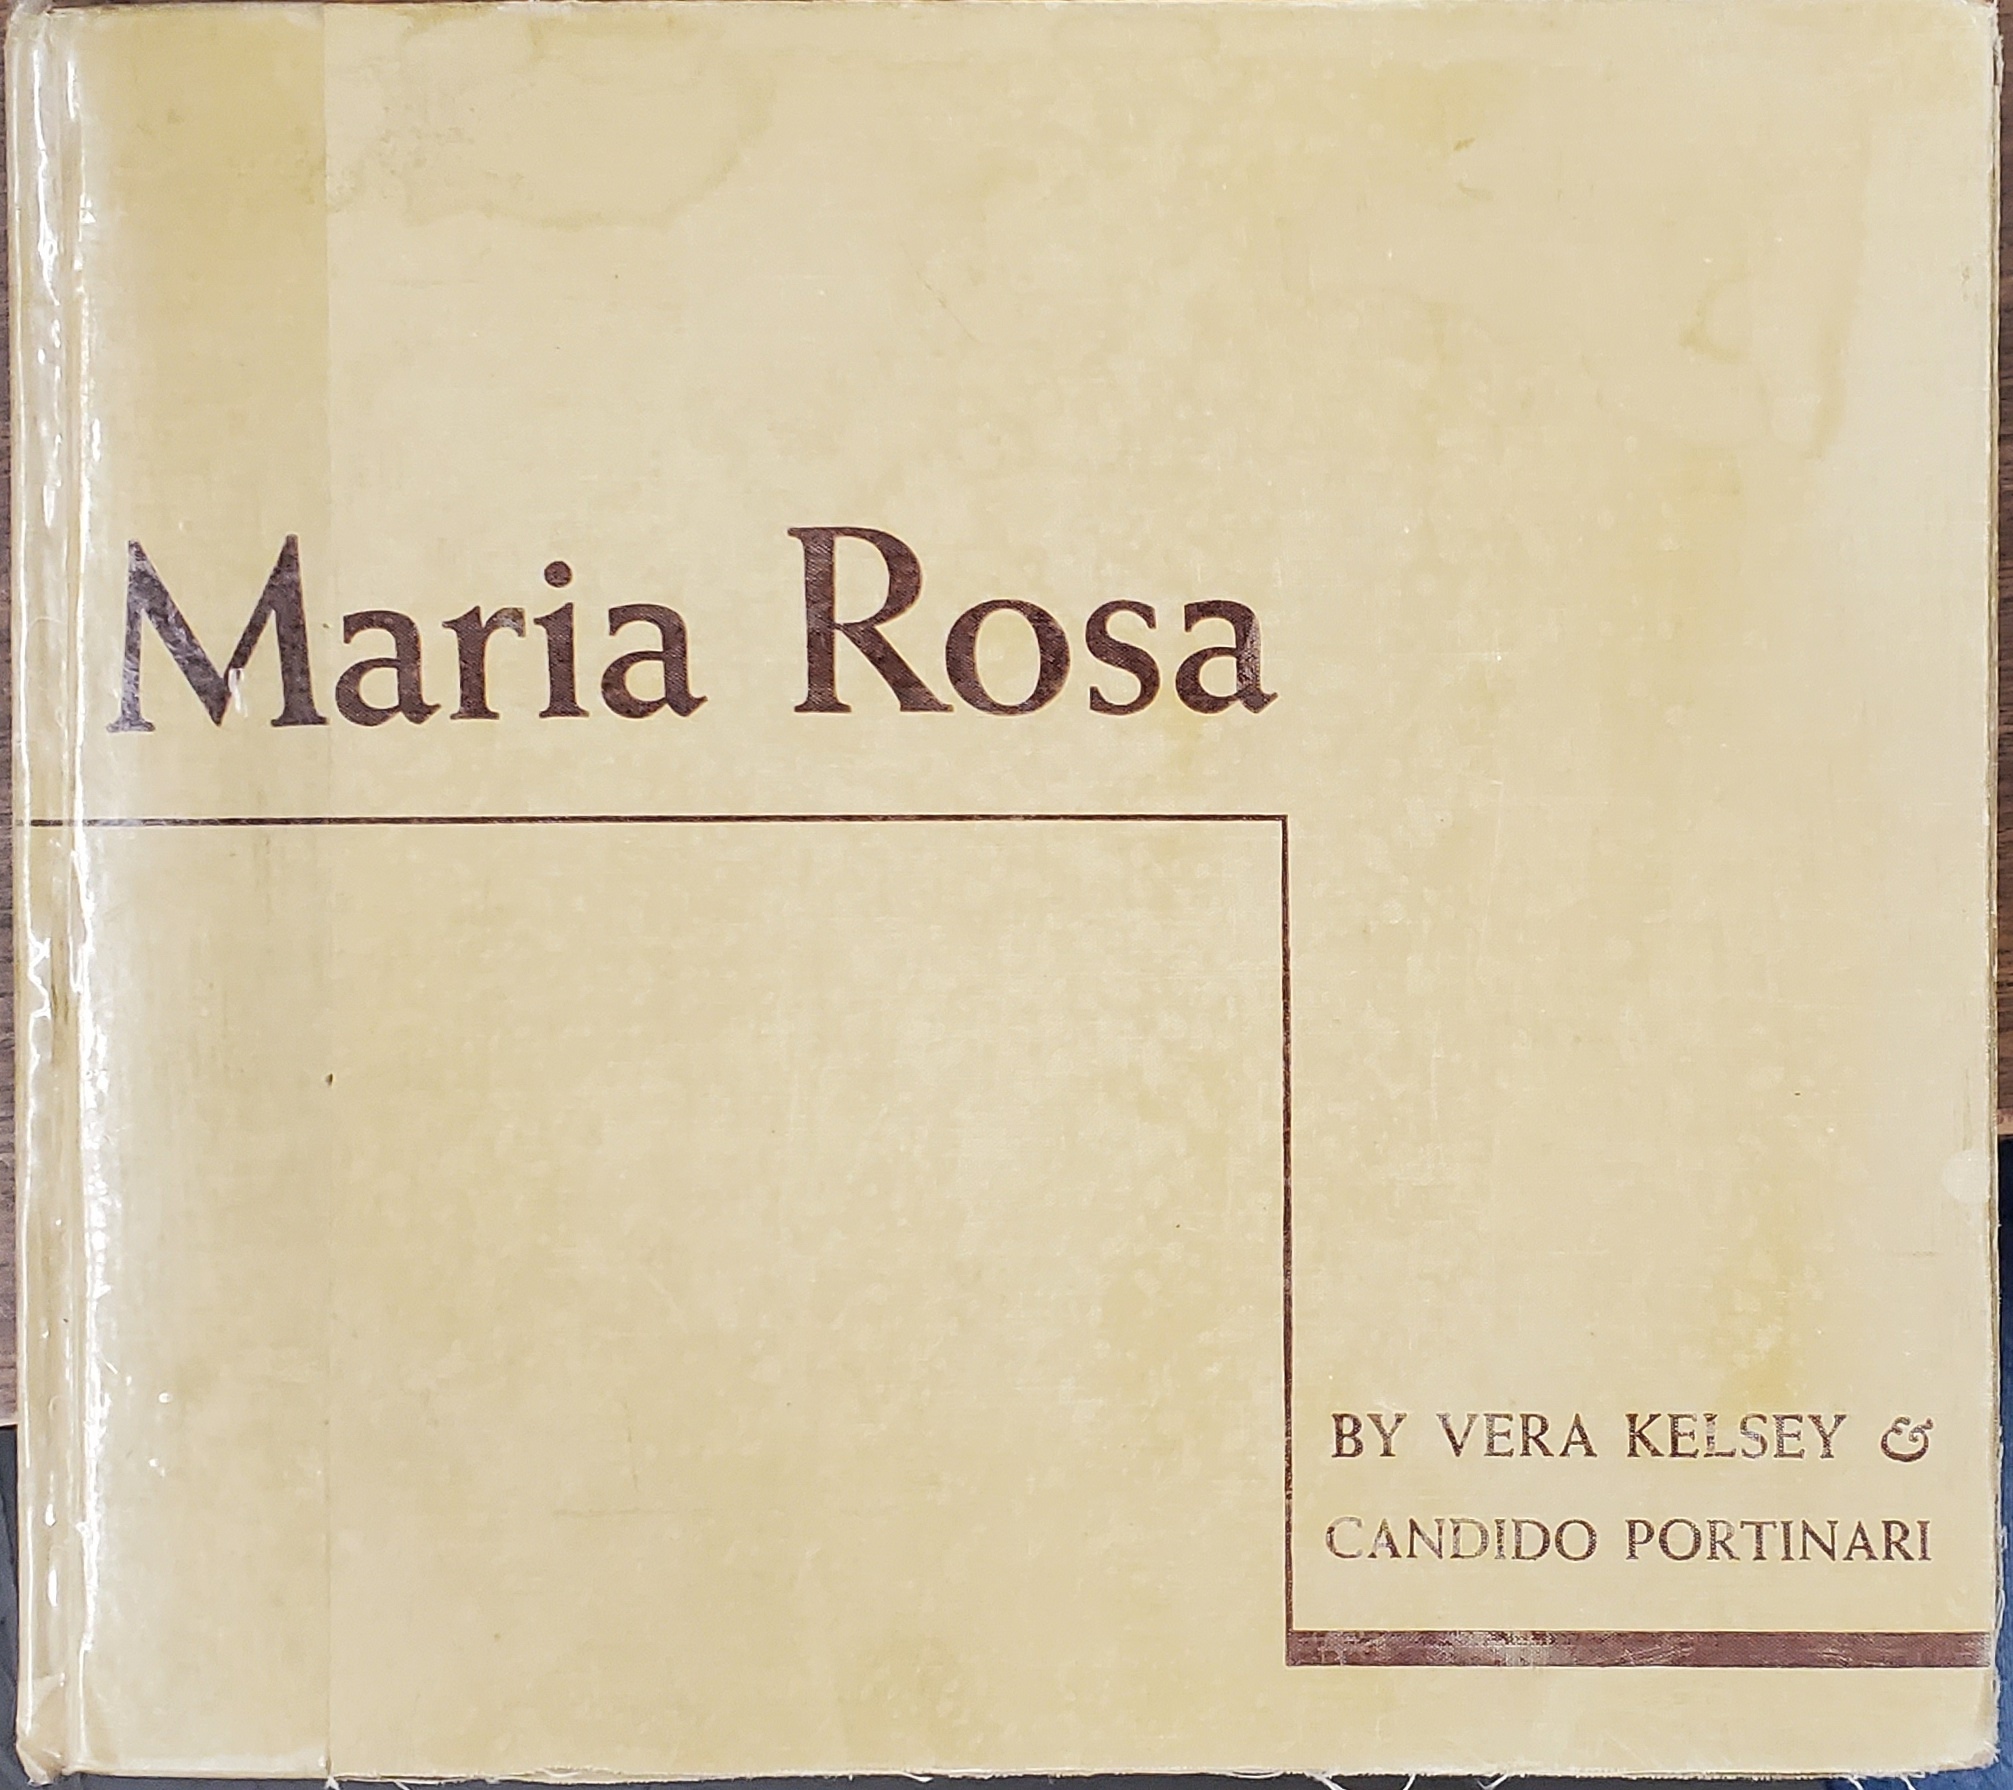 Maria Rosa
BY VERA KELSEY &
CANDIDO PORTINARI